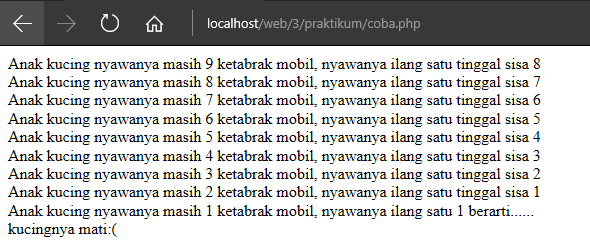 localhost/web/3/praktikum/coba.php
Anak kucing nyawanya masih 9 ketabrak mobil, nyawanya ilang satu tinggal sisa 8
Anak kucing nyawanya masih 8 ketabrak mobil, nyawanya ilang satu tinggal sisa 7
Anak kucing nyawanya masih 7 ketabrak mobil, nyawanya ilang satu tinggal sisa 6
Anak kucing nyawanya masih 6 ketabrak mobil, nyawanya ilang satu tinggal sisa 5
Anak kucing nyawanya masih 5 ketabrak mobil, nyawanya ilang satu tinggal sisa 4
Anak kucing nyawanya masih 4 ketabrak mobil, nyawanya ilang satu tinggal sisa 3
Anak kucing nyawanya masih 3 ketabrak mobil, nyawanya ilang satu tinggal sisa 2
Anak kucing nyawanya masih 2 ketabrak mobil, nyawanya ilang satu tinggal sisa 1
Anak kucing nyawanya masih 1 ketabrak mobil, nyawanya ilang satu 1 berarti......
kucingnya mati:(